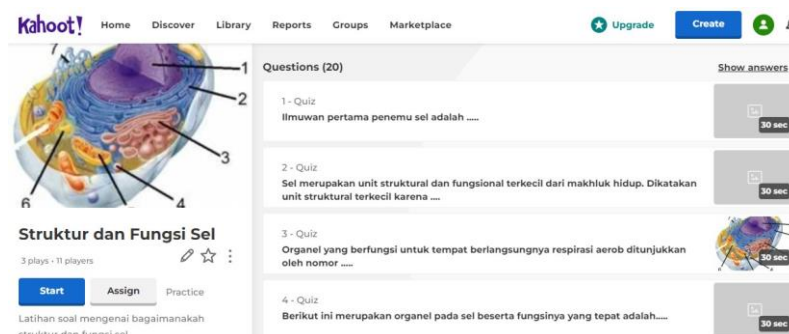 Kahoot! Home Discover Library Reports Groups Marketplace Upgrade Create
7
1
2
3
4
6
Struktur dan Fungsi Sel
3 plays · 11 players
Start Assign Practice
Latihan soal mengenai bagaimanakah
struktur dan fungsi sel
Questions (20) Show answers
1 - Quiz
Ilmuwan pertama penemu sel adalah .....
30 sec
2 - Quiz
Sel merupakan unit struktural dan fungsional terkecil dari makhluk hidup. Dikatakan
unit struktural terkecil karena ....
30 sec
3 - Quiz
Organel yang berfungsi untuk tempat berlangsungnya respirasi aerob ditunjukkan
oleh nomor .....
30 sec
4 - Quiz
Berikut ini merupakan organel pada sel beserta fungsinya yang tepat adalah.....
30 sec